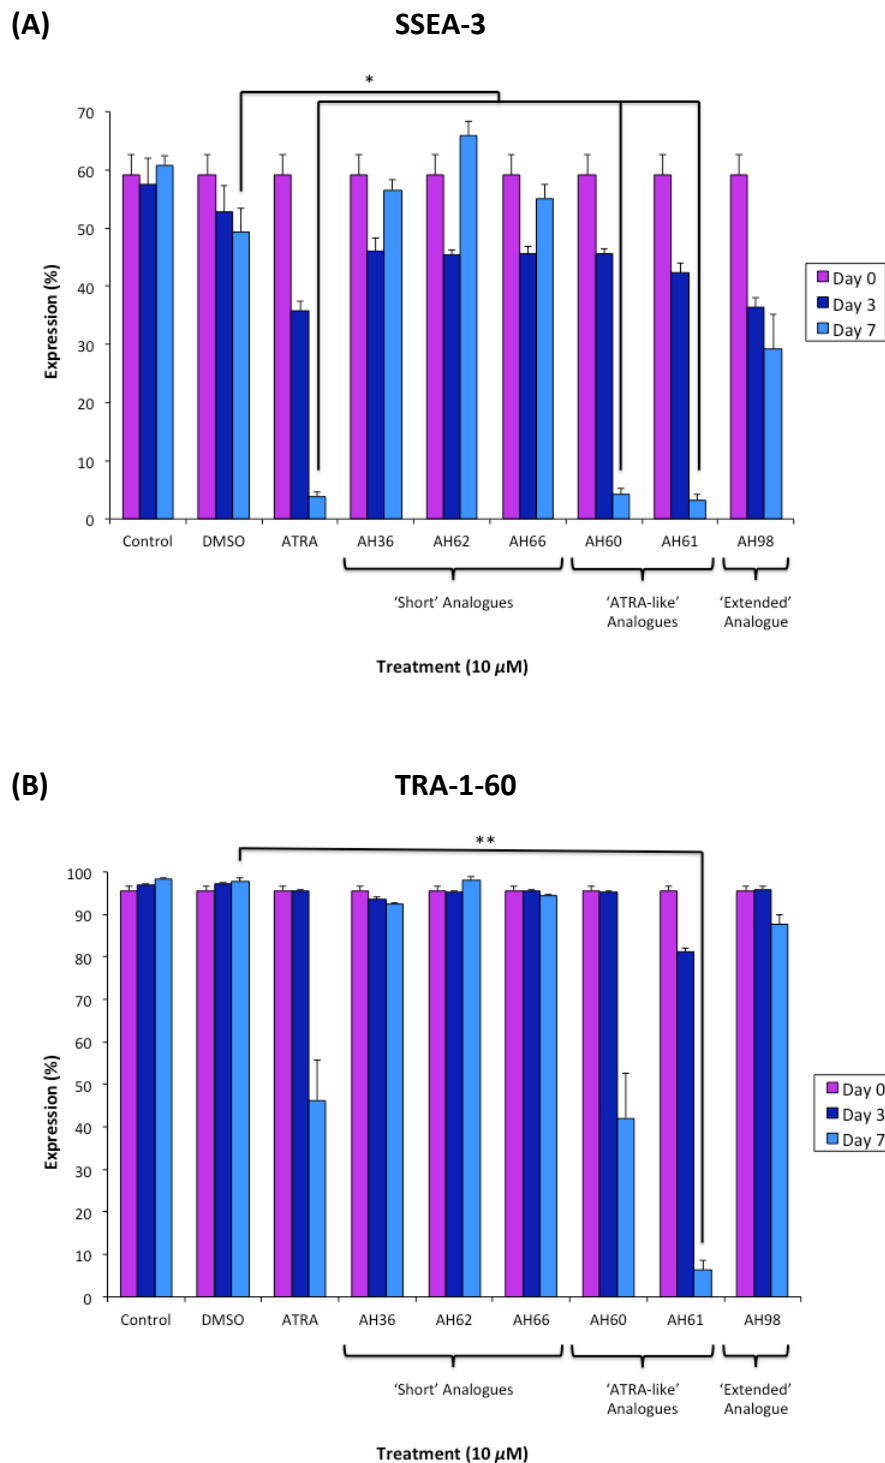 (A)
SSEA-3
*
70
60
50
40
30
20
10
0
Expression (%)
Day 0
Day 3
Day 7
Control DMSO ATRA AH36 AH62 AH66 AH60 AH61 AH98
‘Short’ Analogues
‘ATRA-like’
Analogues
‘Extended’
Analogue
Treatment (10 µM)
(B)
TRA-1-60
**
100
90
80
70
60
50
40
30
20
10
0
Expression (%)
Day 0
Day 3
Day 7
Control DMSO ATRA AH36 AH62 AH66 AH60 AH61 AH98
‘Short’ Analogues
‘ATRA-like’
Analogues
‘Extended’
Analogue
Treatment (10 µM)